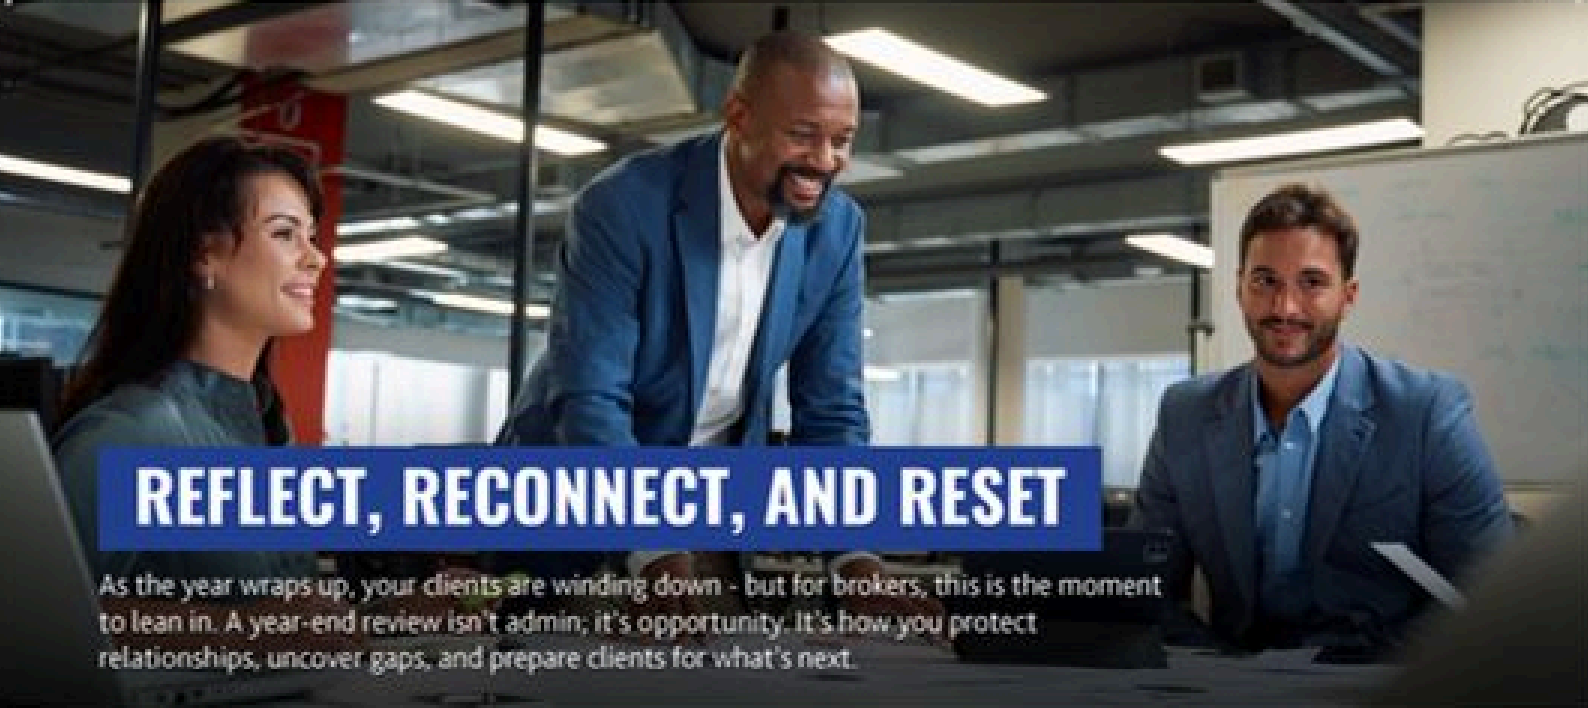 REFLECT, RECONNECT, AND RESET
As the year wraps up, your clients are winding down - but for brokers, this is the moment
to lean in. A year-end review isn't admin; it's opportunity. It's how you protect
relationships, uncover gaps, and prepare clients for what's next.